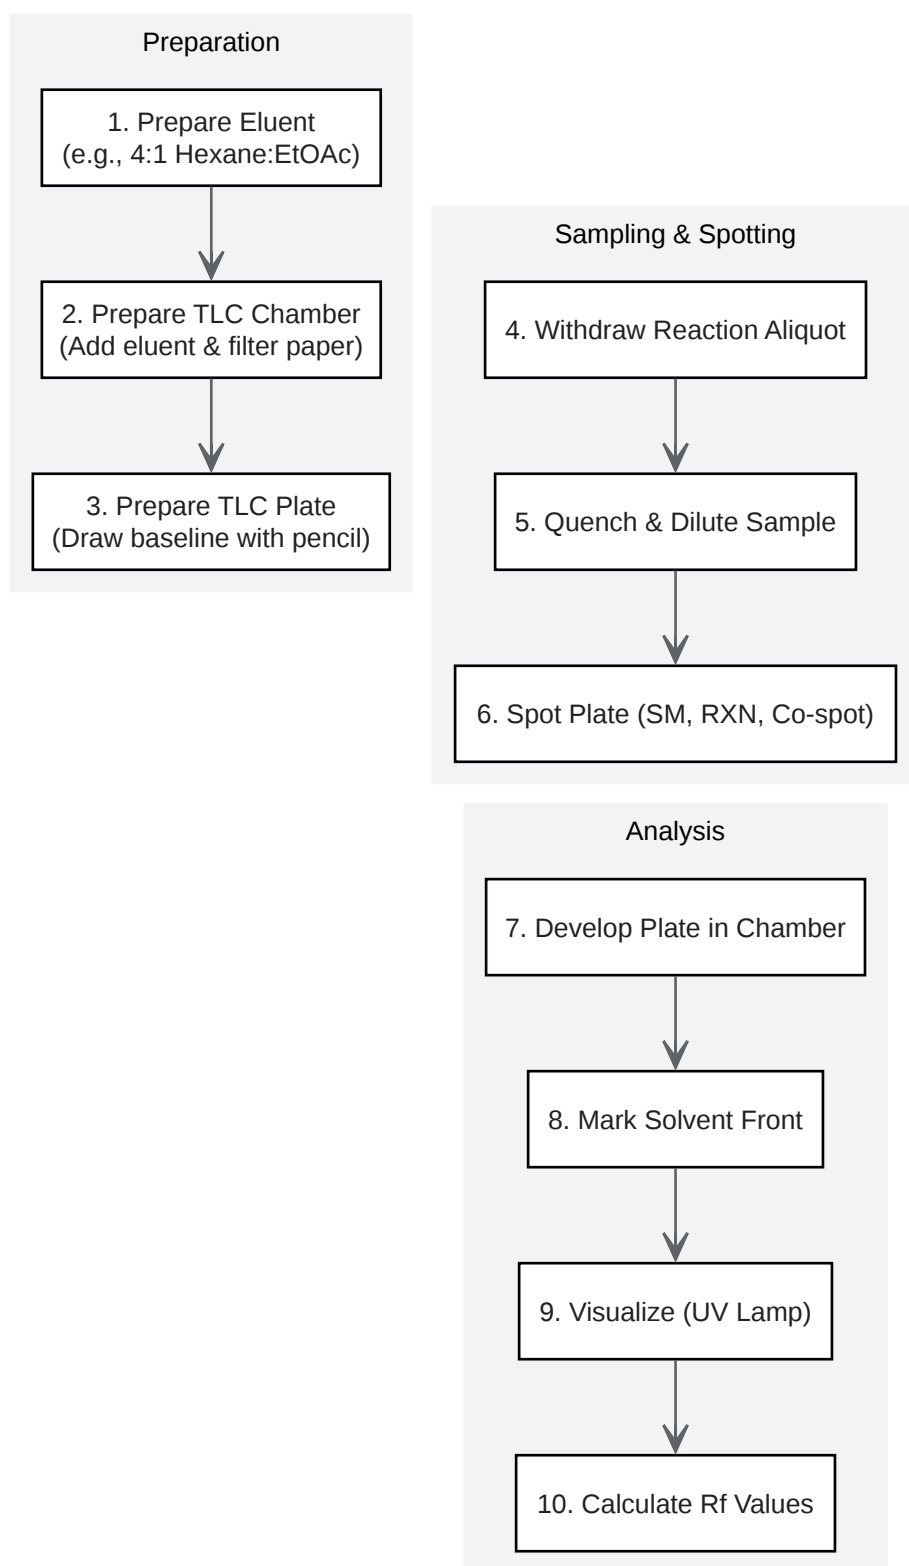 Preparation
1. Prepare Eluent
(e.g., 4:1 Hexane:EtOAc)
2. Prepare TLC Chamber
(Add eluent & filter paper)
3. Prepare TLC Plate
(Draw baseline with pencil)
Sampling & Spotting
4. Withdraw Reaction Aliquot
5. Quench & Dilute Sample
6. Spot Plate (SM, RXN, Co-spot)
Analysis
7. Develop Plate in Chamber
8. Mark Solvent Front
9. Visualize (UV Lamp)
10. Calculate Rf Values